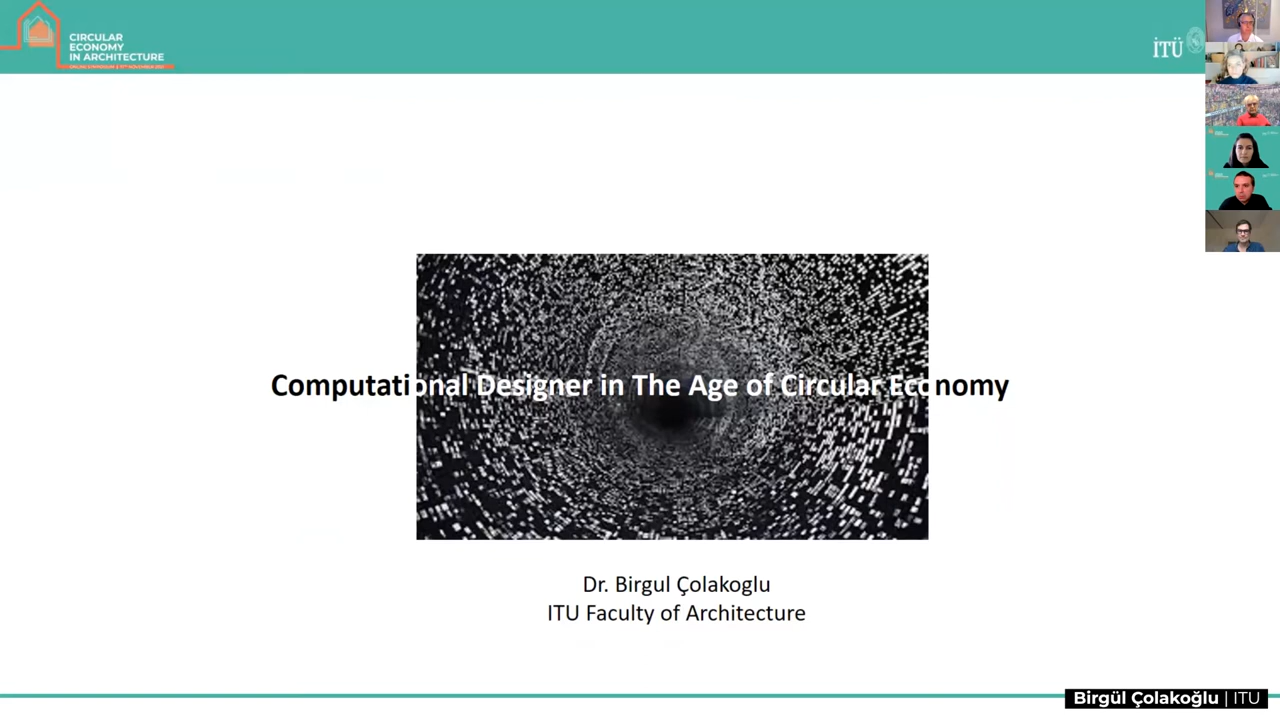 CIRCULAR
ECONOMY
IN ARCHITECTURE
İTÜ
Computational Designer in The Age of Circular Economy
Dr. Birgul Çolakoglu
ITU Faculty of Architecture
Birgül Çolakoğlu | ITU